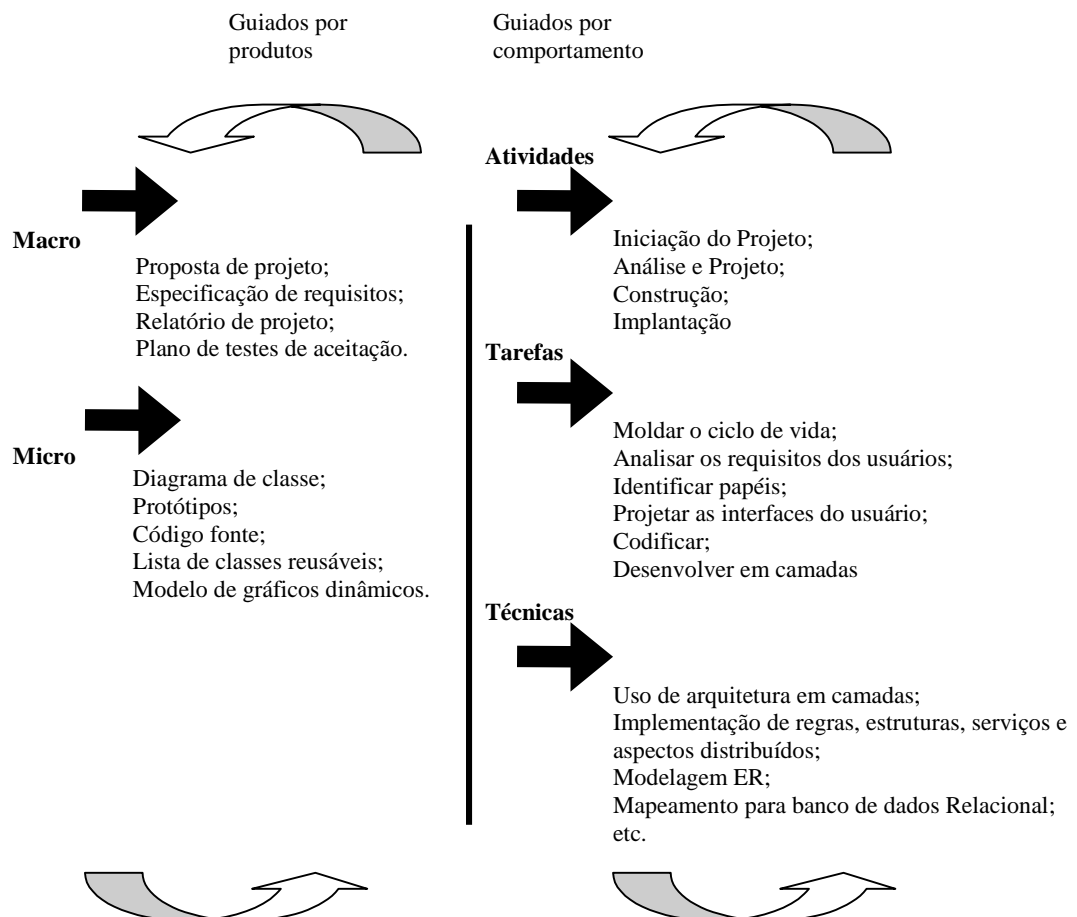 Guiados por
produtos
Guiados por
comportamento
Macro
Proposta de projeto;
Especificação de requisitos;
Relatório de projeto;
Plano de testes de aceitação.
Micro
Diagrama de classe;
Protótipos;
Código fonte;
Lista de classes reusáveis;
Modelo de gráficos dinâmicos.
Atividades
Iniciação do Projeto;
Análise e Projeto;
Construção;
Implantação
Tarefas
Moldar o ciclo de vida;
Analisar os requisitos dos usuários;
Identificar papéis;
Projetar as interfaces do usuário;
Codificar;
Desenvolver em camadas
Técnicas
Uso de arquitetura em camadas;
Implementação de regras, estruturas, serviços e
aspectos distribuídos;
Modelagem ER;
Mapeamento para banco de dados Relacional;
etc.